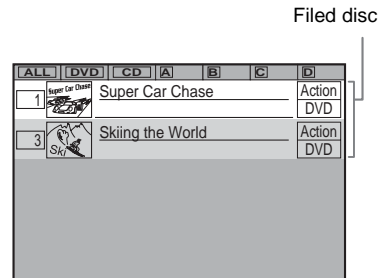 Filed disc
ALL DVD CD A B C D
1 Super Car Chase Super Car Chase Action
DVD
3 Ski Skiing the World Action
DVD